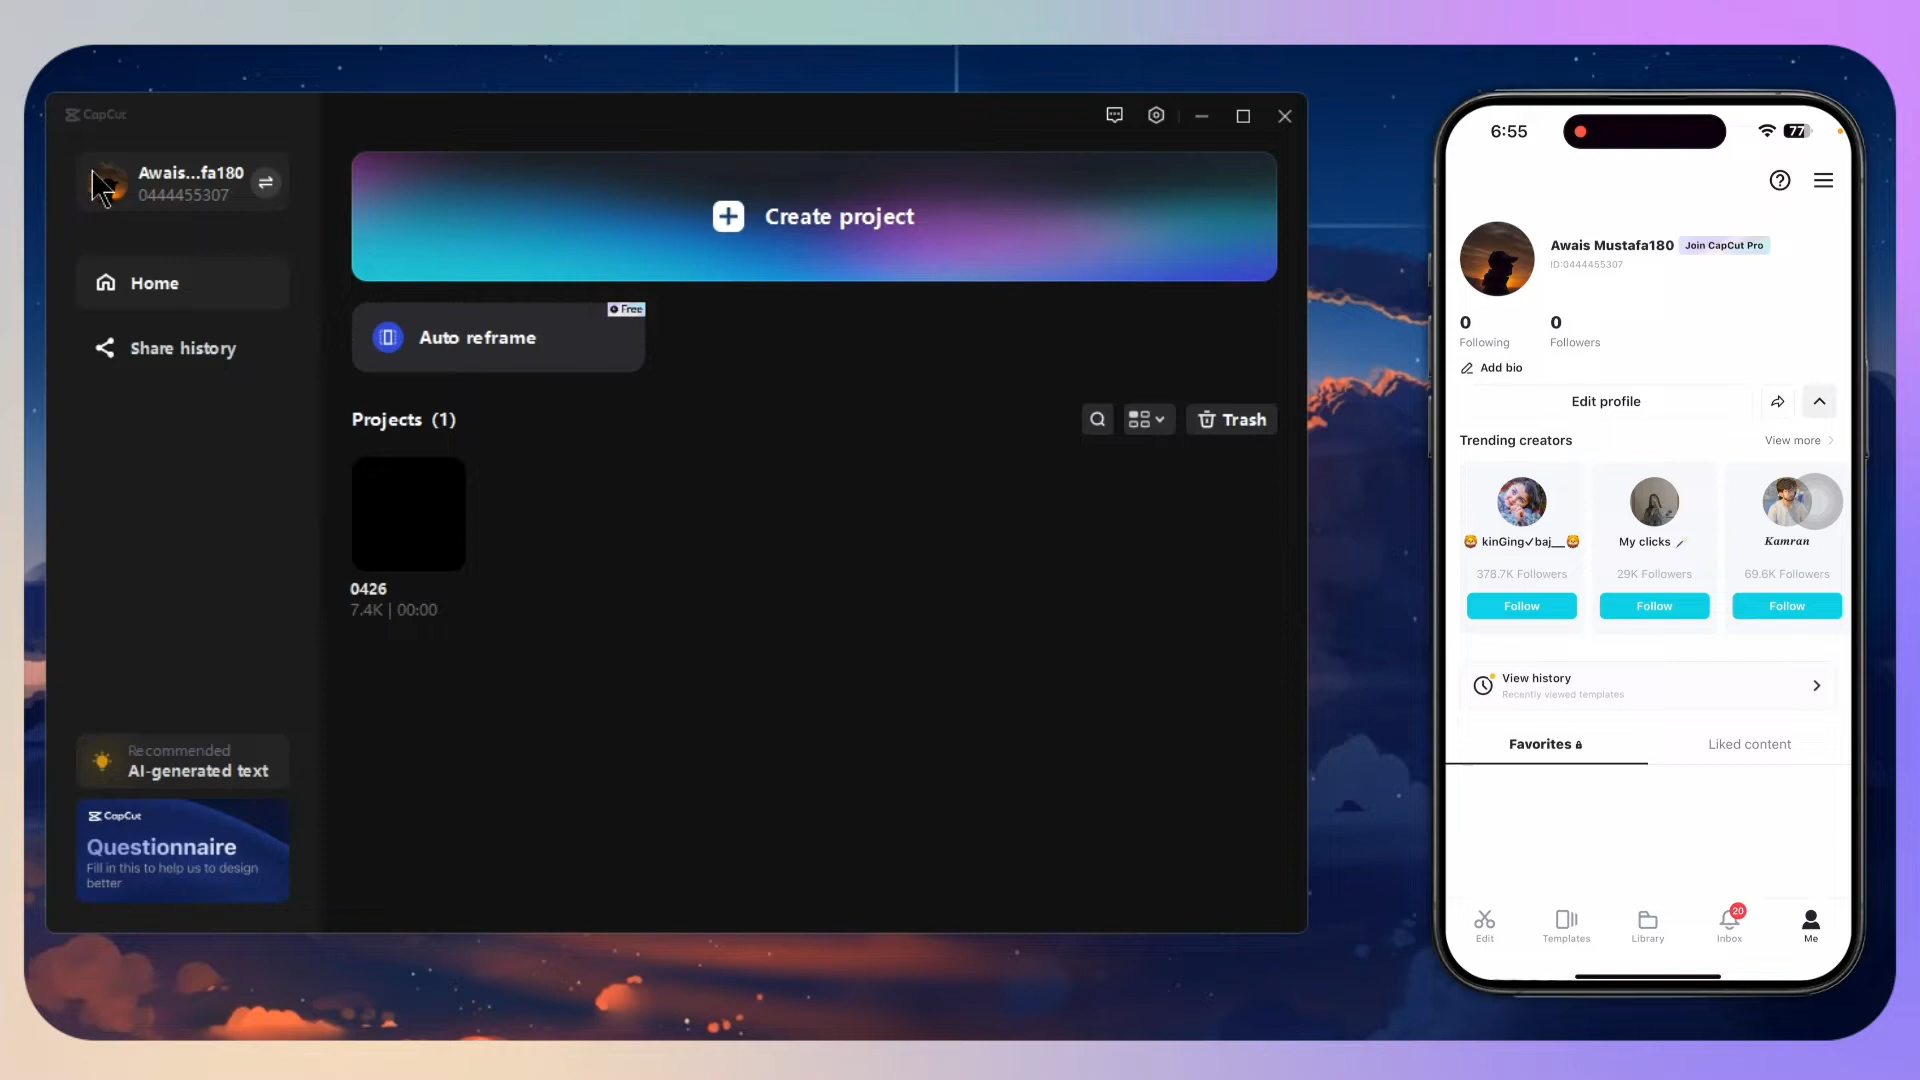 CapCut
Awais...fa180
0444455307
Home
Share history
Recommended
AI-generated text
CapCut
Questionnaire
Fill in this to help us to design
better
Create project
Free
Auto reframe
Projects (1)
Trash
0426
7.4K | 00:00
6:55
77
Awais Mustafa180
Join CapCut Pro
ID:0444455307
0 0
Following Followers
Add bio
Edit profile
Trending creators View more
🦁 kinGing✓baj__🦁 My clicks 🪄 Kamran
378.7K Followers 29K Followers 69.6K Followers
Follow Follow Follow
View history
Recently viewed templates
Favorites Liked content
20
Edit Templates Library Inbox Me